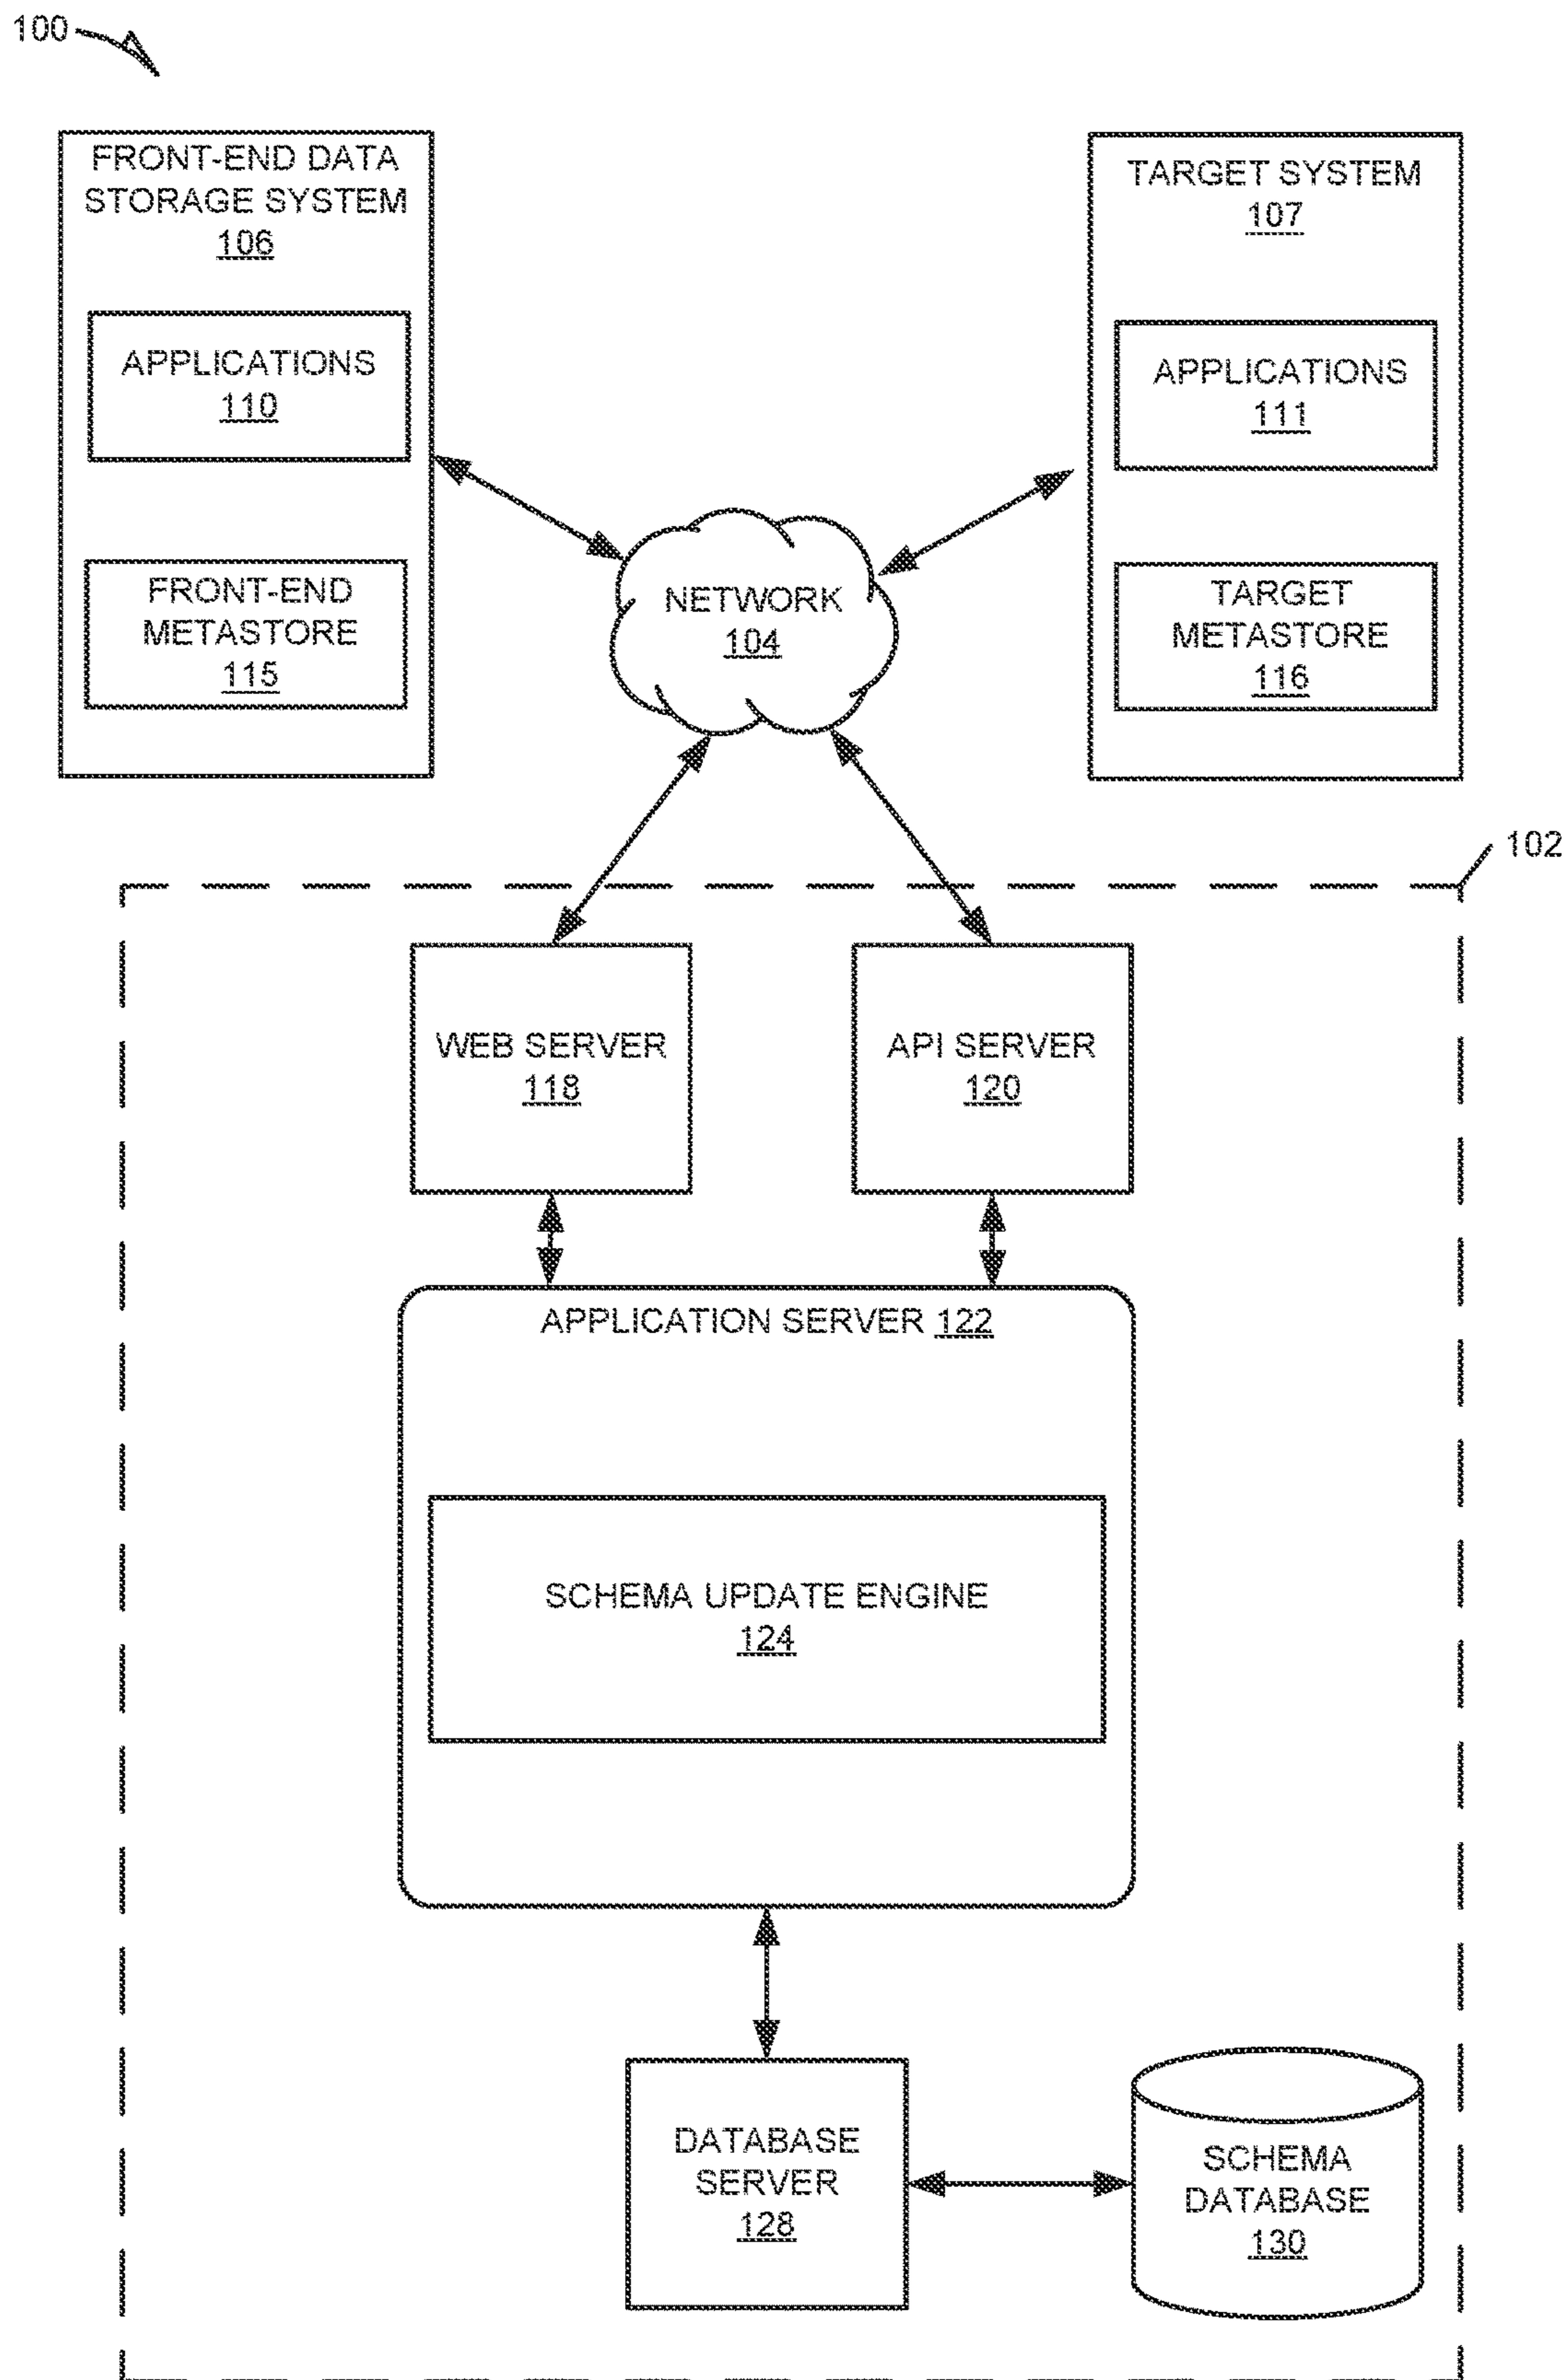 100
FRONT-END DATA
STORAGE SYSTEM
106
APPLICATIONS
110
FRONT-END
METASTORE
115
TARGET SYSTEM
107
APPLICATIONS
111
TARGET
METASTORE
116
NETWORK
104
102
WEB SERVER
118
API SERVER
120
APPLICATION SERVER 122
SCHEMA UPDATE ENGINE
124
DATABASE
SERVER
128
SCHEMA
DATABASE
130